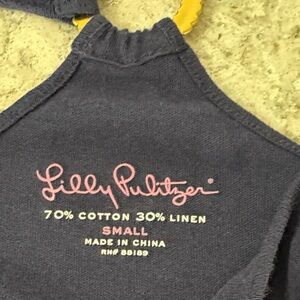 Lilly Pulitzer®
70% COTTON 30% LINEN
SMALL
MADE IN CHINA
RN# 88189